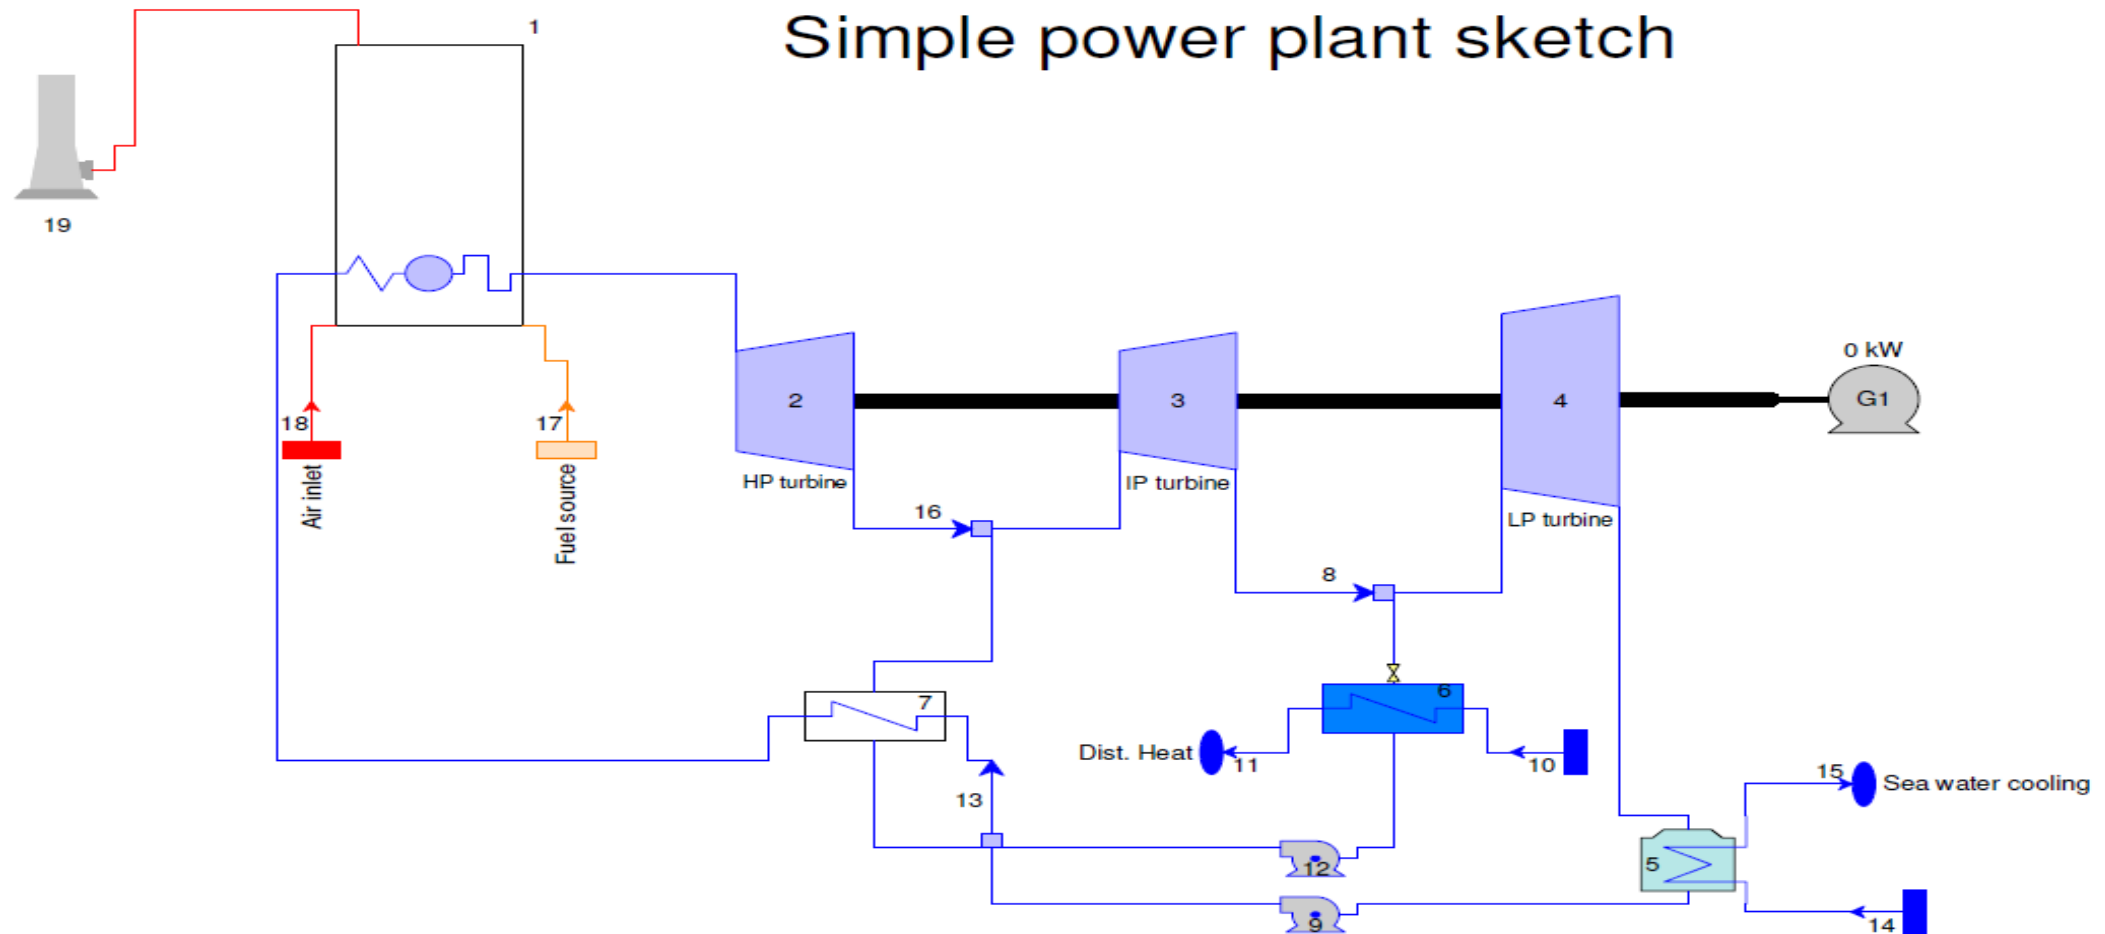 Simple power plant sketch
1
19
18
Air inlet
17
Fuel source
2
HP turbine
3
IP turbine
4
LP turbine
0 kW
G1
16
8
7
6
Dist. Heat
11
10
13
12
9
5
15
Sea water cooling
14